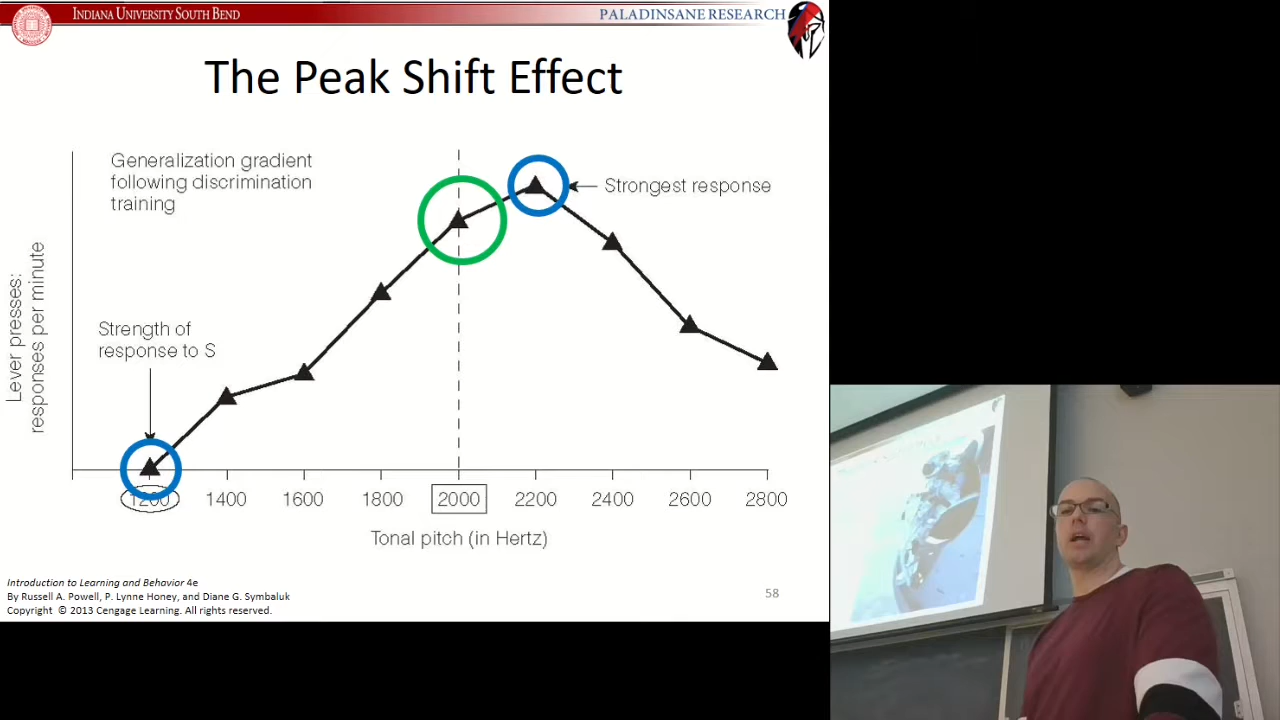 INDIANA UNIVERSITY SOUTH BEND
PALADINSANE RESEARCH
The Peak Shift Effect
Generalization gradient
following discrimination
training
Strongest response
Strength of
response to S
Lever presses:
responses per minute
1200 1400 1600 1800 2000 2200 2400 2600 2800
Tonal pitch (in Hertz)
Introduction to Learning and Behavior 4e
By Russell A. Powell, P. Lynne Honey, and Diane G. Symbaluk
Copyright © 2013 Cengage Learning. All rights reserved.
58